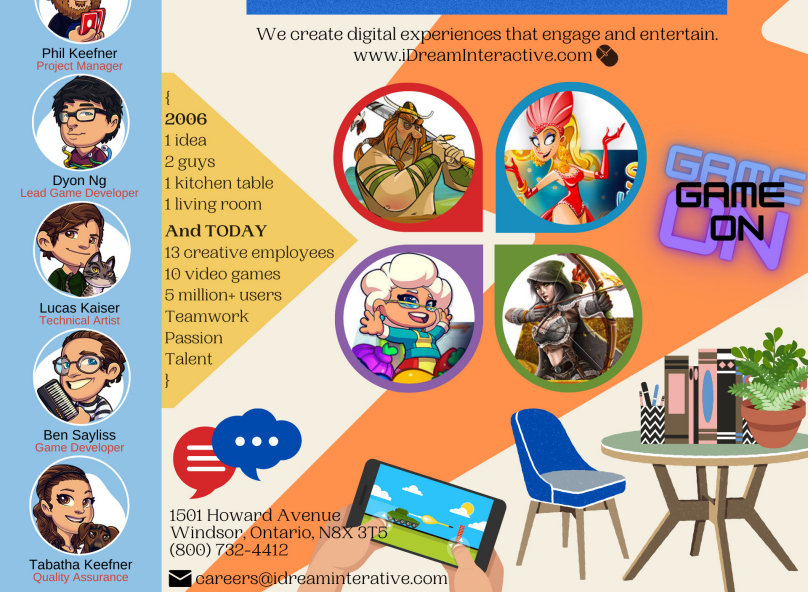 Phil Keefner
Project Manager
Dyon Ng
Lead Game Developer
Lucas Kaiser
Technical Artist
Ben Sayliss
Game Developer
Tabatha Keefner
Quality Assurance
We create digital experiences that engage and entertain.
www.iDreamInteractive.com
{
2006
1 idea
2 guys
1 kitchen table
1 living room
And TODAY
13 creative employees
10 video games
5 million+ users
Teamwork
Passion
Talent
}
GAME
ON
GAME
ON
1501 Howard Avenue
Windsor, Ontario, N8X 3T5
(800) 732-4412
careers@idreaminterative.com